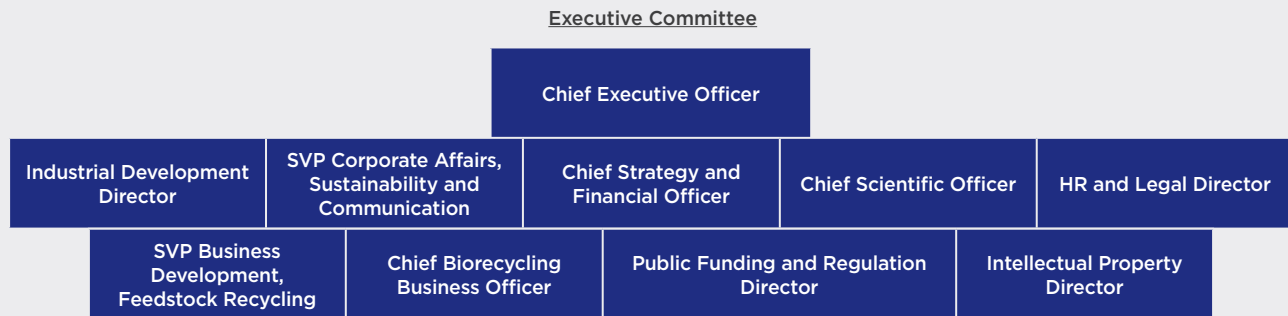 Executive Committee
Chief Executive Officer
Industrial Development
Director
SVP Corporate Affairs,
Sustainability and
Communication
Chief Strategy and
Financial Officer
Chief Scientific Officer
HR and Legal Director
SVP Business
Development,
Feedstock Recycling
Chief Biorecycling
Business Officer
Public Funding and Regulation
Director
Intellectual Property
Director